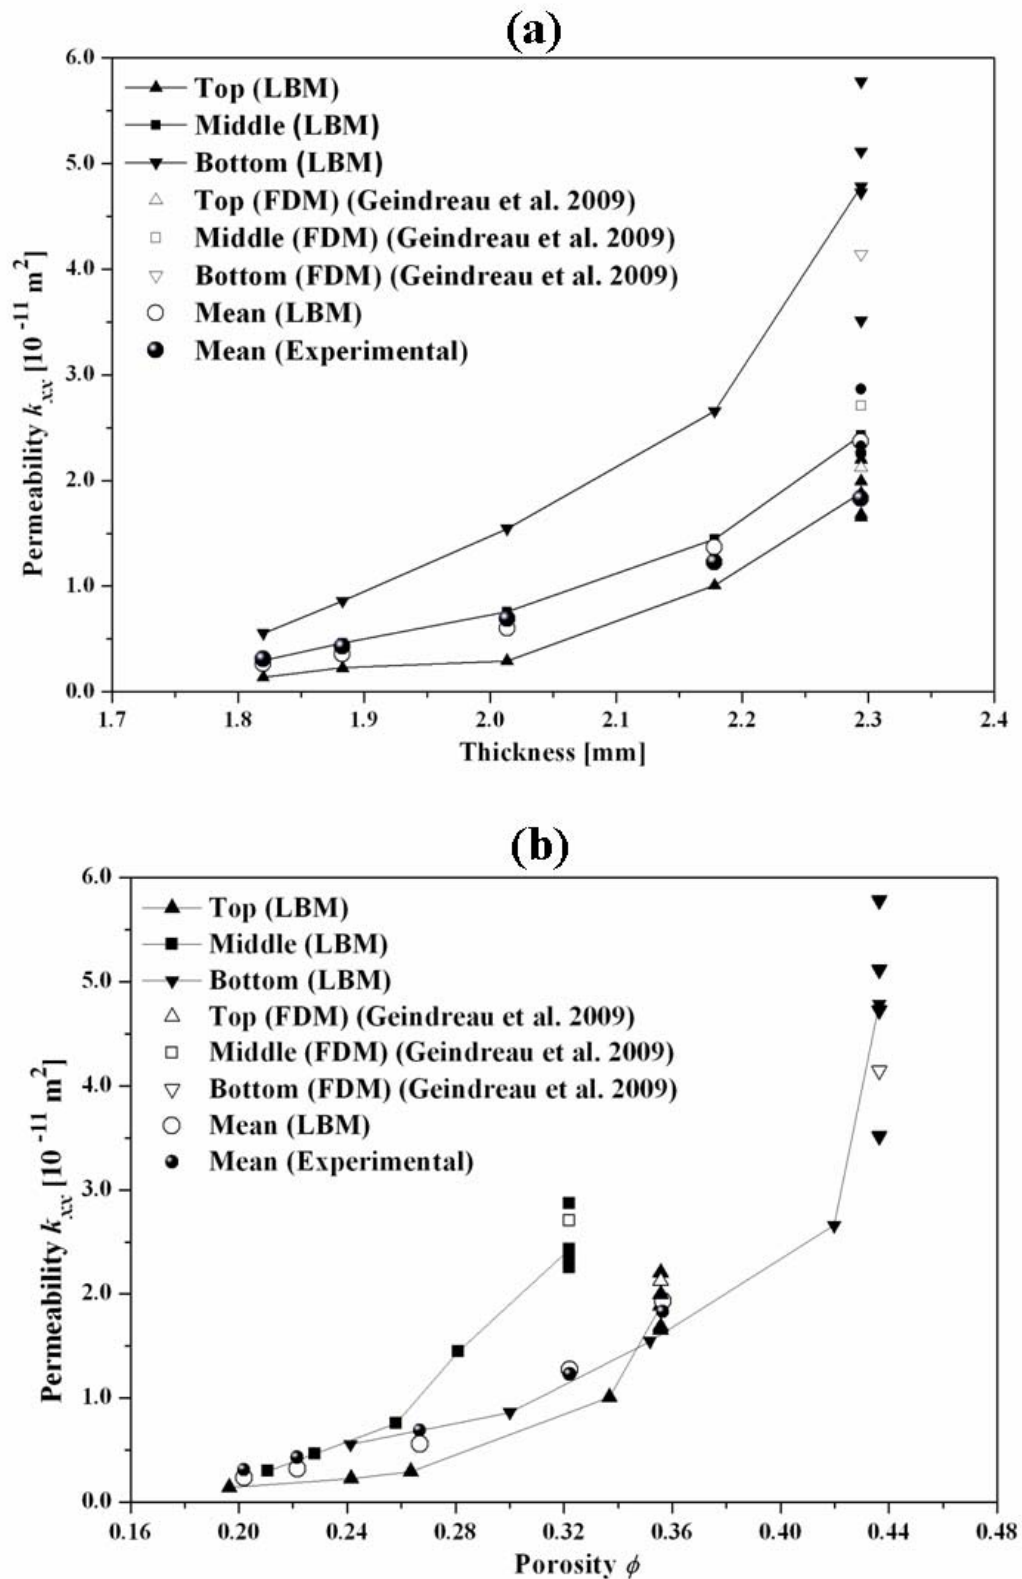 (a)
6.0
5.0
4.0
3.0
2.0
1.0
0.0
Permeability k_xx [10^-11 m^2]
Top (LBM)
Middle (LBM)
Bottom (LBM)
Top (FDM) (Geindreau et al. 2009)
Middle (FDM) (Geindreau et al. 2009)
Bottom (FDM) (Geindreau et al. 2009)
Mean (LBM)
Mean (Experimental)
1.7 1.8 1.9 2.0 2.1 2.2 2.3 2.4
Thickness [mm]
(b)
6.0
5.0
4.0
3.0
2.0
1.0
0.0
Permeability k_xx [10^-11 m^2]
Top (LBM)
Middle (LBM)
Bottom (LBM)
Top (FDM) (Geindreau et al. 2009)
Middle (FDM) (Geindreau et al. 2009)
Bottom (FDM) (Geindreau et al. 2009)
Mean (LBM)
Mean (Experimental)
0.16 0.20 0.24 0.28 0.32 0.36 0.40 0.44 0.48
Porosity ϕ